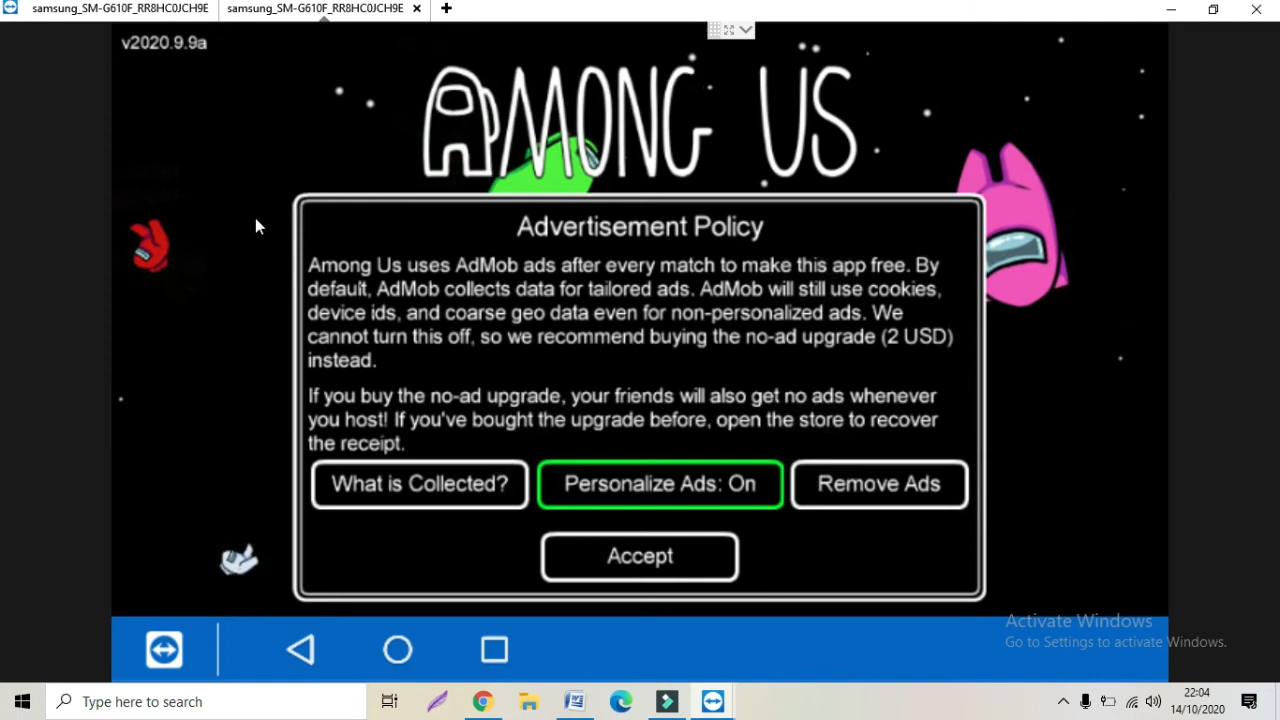 samsung_SM-G610F_RR8HC0JCH9E
samsung_SM-G610F_RR8HC0JCH9E
v2020.9.9a
AMONG US
Advertisement Policy
Among Us uses AdMob ads after every match to make this app free. By
default, AdMob collects data for tailored ads. AdMob will still use cookies,
device ids, and coarse geo data even for non-personalized ads. We
cannot turn this off, so we recommend buying the no-ad upgrade (2 USD)
instead.
If you buy the no-ad upgrade, your friends will also get no ads whenever
you host! If you've bought the upgrade before, open the store to recover
the receipt.
What is Collected?
Personalize Ads: On
Remove Ads
Accept
Activate Windows
Go to Settings to activate Windows.
Type here to search
22:04
14/10/2020